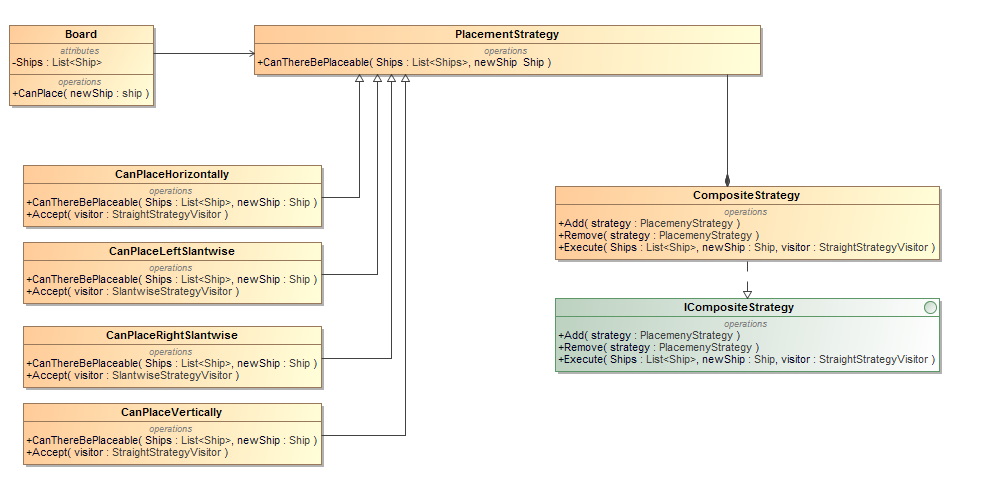 Board
attributes
-Ships : List<Ship>
operations
+CanPlace( newShip : ship )
PlacementStrategy
operations
+CanThereBePlaceable( Ships : List<Ships>, newShip Ship )
CanPlaceHorizontally
operations
+CanThereBePlaceable( Ships : List<Ship>, newShip : Ship )
+Accept( visitor : StraightStrategyVisitor )
CanPlaceLeftSlantwise
operations
+CanThereBePlaceable( Ships : List<Ship>, newShip : Ship )
+Accept( visitor : SlantwiseStrategyVisitor )
CanPlaceRightSlantwise
operations
+CanThereBePlaceable( Ships : List<Ship>, newShip : Ship )
+Accept( visitor : SlantwiseStrategyVisitor )
CanPlaceVertically
operations
+CanThereBePlaceable( Ships : List<Ship>, newShip : Ship )
+Accept( visitor : StraightStrategyVisitor )
CompositeStrategy
operations
+Add( strategy : PlacemenyStrategy )
+Remove( strategy : PlacemenyStrategy )
+Execute( Ships : List<Ship>, newShip : Ship, visitor : StraightStrategyVisitor )
ICompositeStrategy
operations
+Add( strategy : PlacemenyStrategy )
+Remove( strategy : PlacemenyStrategy )
+Execute( Ships : List<Ship>, newShip : Ship, visitor : StraightStrategyVisitor )